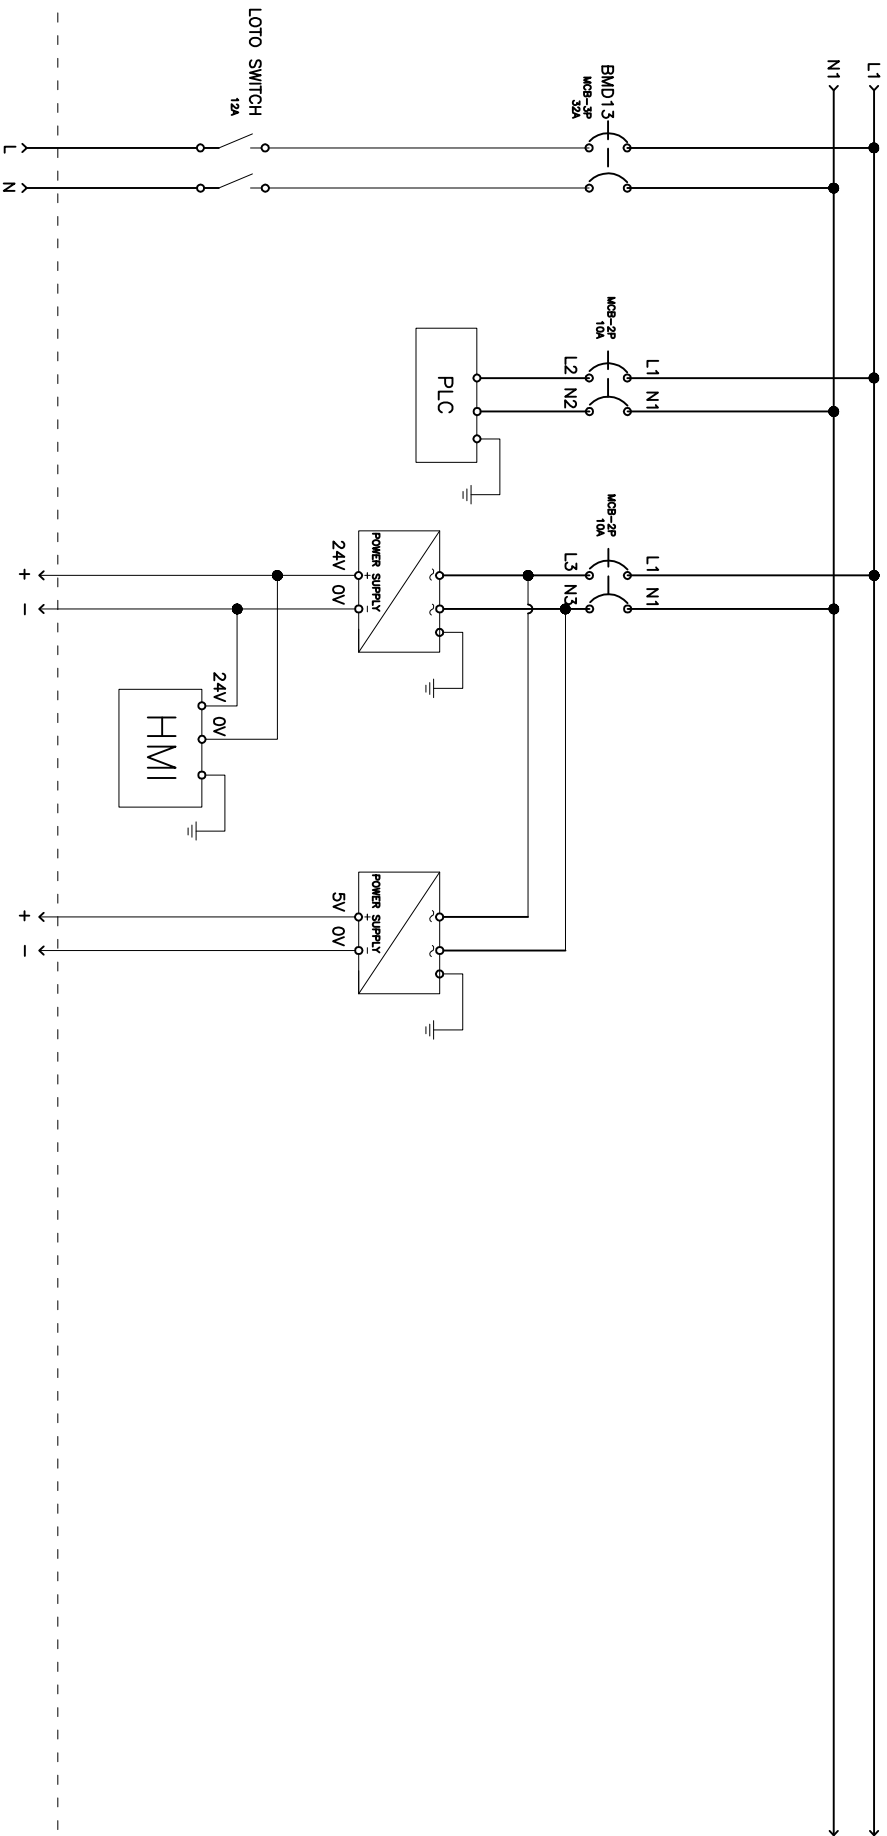 L1
N1
BMD13
MCB-3P
32A
LOTO SWITCH
12A
L
N
MCB-2P
10A
L1
N1
L2
N2
PLC
MCB-2P
10A
L1
N1
L3
N3
POWER SUPPLY
~ ~
+ -
24V 0V
+
-
24V 0V
HMI
POWER SUPPLY
~ ~
+ -
5V 0V
+
-